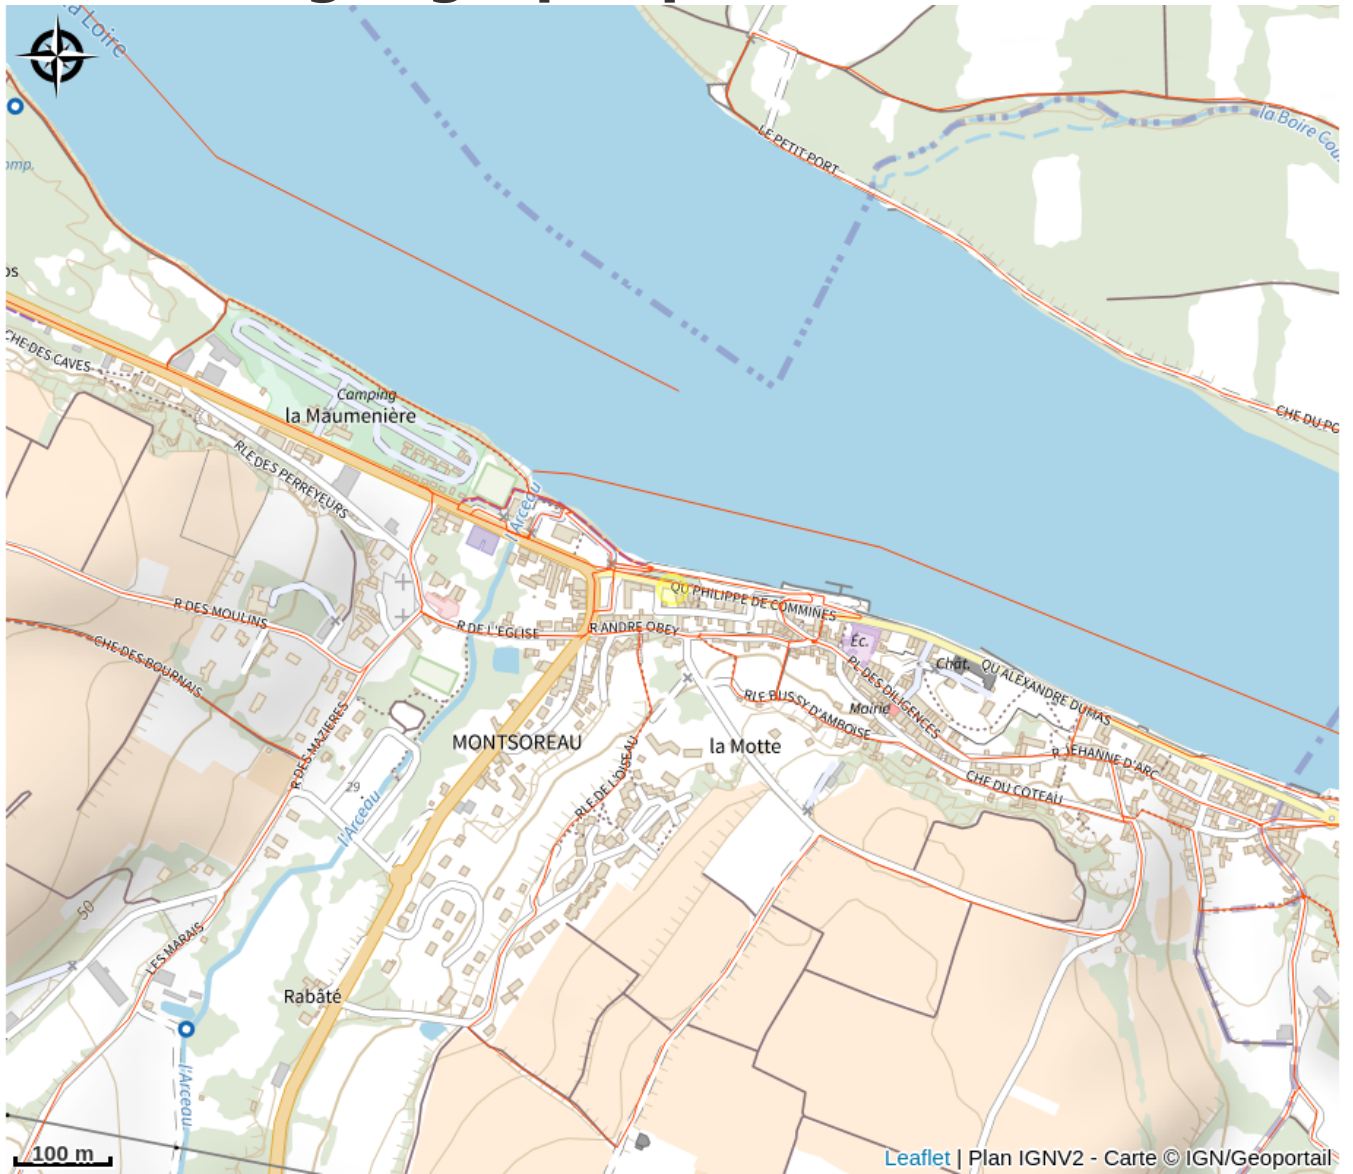 la Loire
la Boire Cou
LE PETIT PORT
omp.
os
CHE DES CAVES
Camping
la Maumenière
CHE DU PO
RLE DES PERREYEURS
l'Arceau
QU PHILIPPE DE COMMINES
R DES MOULINS
R DE L'EGLISE
R ANDRE OBEY
CHE DES BOURNAIS
Éc.
Chât.
QU ALEXANDRE DUMAS
PL DES DILIGENCES
RLE BUSSY D'AMBOISE
Mairie
R DES MAZIERES
MONTSOREAU
la Motte
R JEHANNE D'ARC
RLE DE L'OISEAU
CHE DU COTEAU
29
l'Arceau
50
LES MARAIS
Rabâté
l'Arceau
100 m
Leaflet | Plan IGNV2 - Carte © IGN/Geoportail